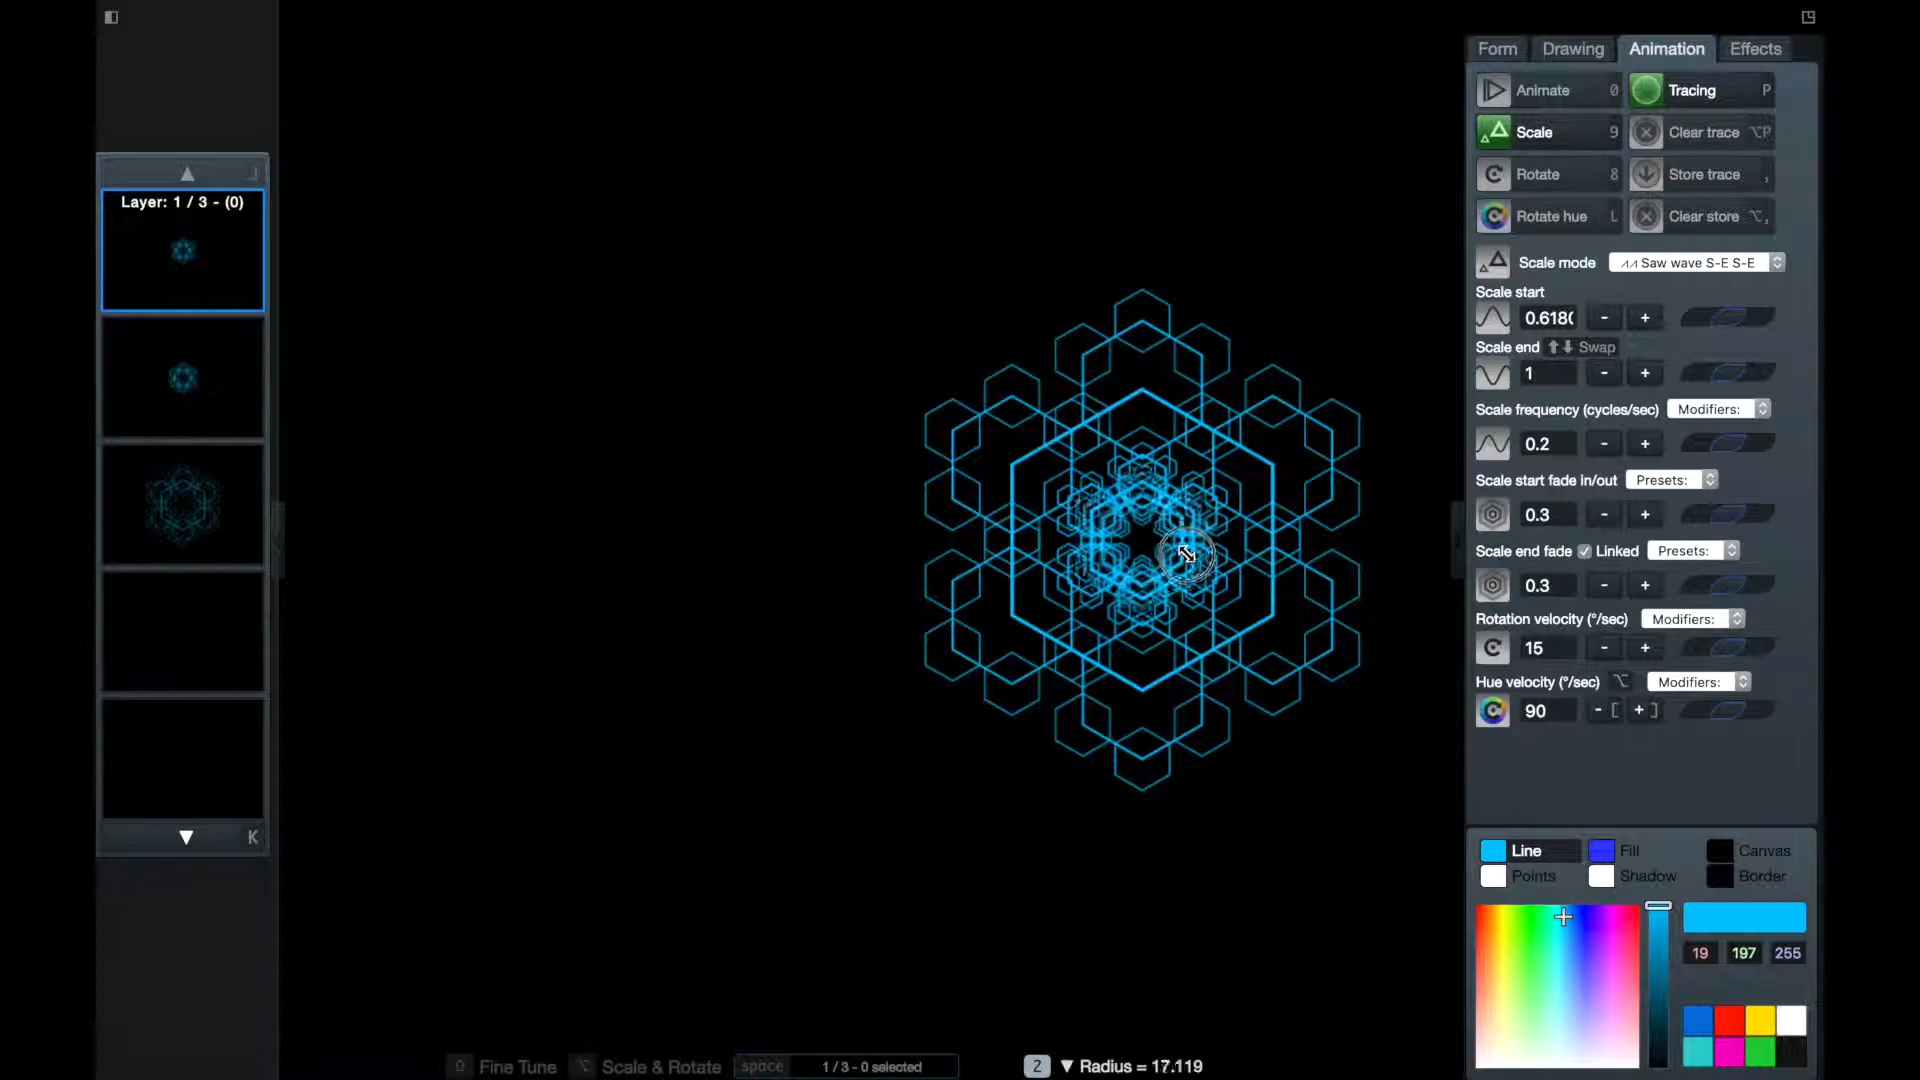 Form Drawing Animation Effects
Animate 0 Tracing P
Scale 9 Clear trace ⌥P
Rotate 8 Store trace ,
Rotate hue L Clear store ⌥,
Layer: 1 / 3 - (0)
Scale mode Saw wave S-E S-E
Scale start
0.618( - +
Scale end Swap
1 - +
Scale frequency (cycles/sec) Modifiers:
0.2 - +
Scale start fade in/out Presets:
0.3 - +
Scale end fade Linked Presets:
0.3 - +
Rotation velocity (°/sec) Modifiers:
15 - +
Hue velocity (°/sec) ⌥ Modifiers:
90 - [ + ]
K
Line Fill Canvas
Points Shadow Border
19 197 255
Fine Tune ⌥ Scale & Rotate space 1 / 3 - 0 selected 2 ▼ Radius = 17.119